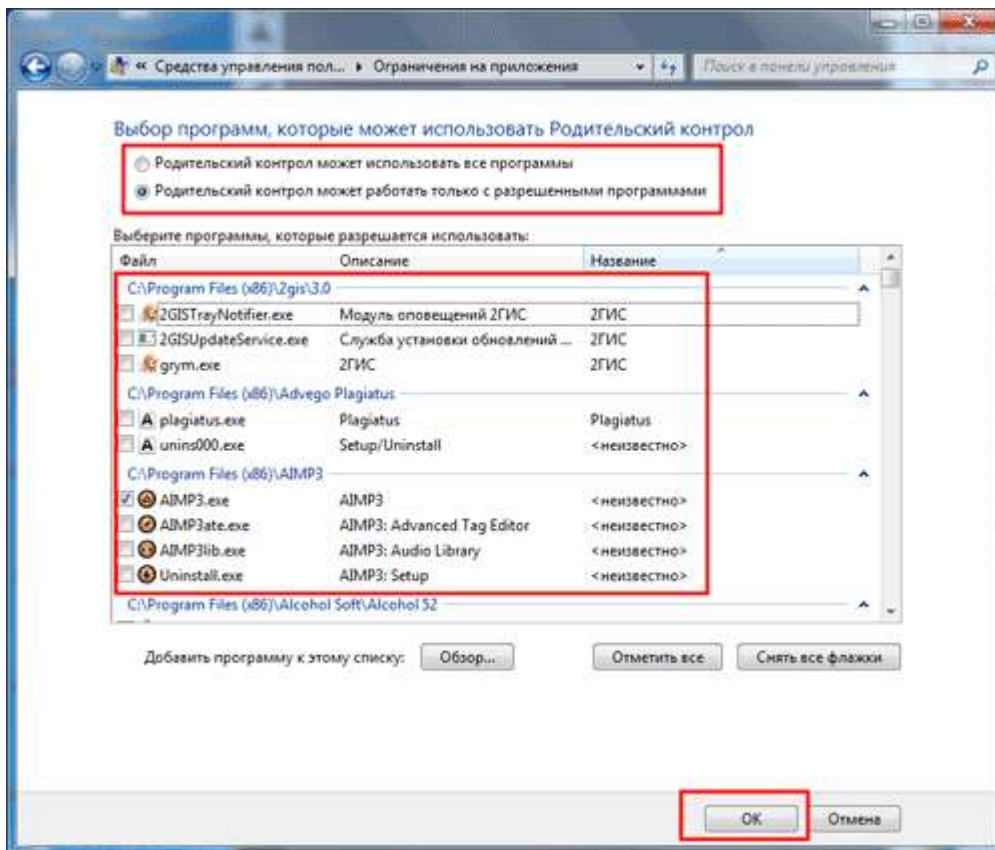 « Средства управления пол... ▸ Ограничения на приложения Поиск в панели управления
Выбор программ, которые может использовать Родительский контрол
Родительский контрол может использовать все программы
Родительский контрол может работать только с разрешенными программами
Выберите программы, которые разрешается использовать:
Файл Описание Название
C:\Program Files (x86)\2gis\3.0
2GISTrayNotifier.exe Модуль оповещений 2ГИС 2ГИС
2GISUpdateService.exe Служба установки обновлений ... 2ГИС
grym.exe 2ГИС 2ГИС
C:\Program Files (x86)\Advego Plagiatus
plagiatus.exe Plagiatus Plagiatus
unins000.exe Setup/Uninstall <неизвестно>
C:\Program Files (x86)\AIMP3
AIMP3.exe AIMP3 <неизвестно>
AIMP3ate.exe AIMP3: Advanced Tag Editor <неизвестно>
AIMP3lib.exe AIMP3: Audio Library <неизвестно>
Uninstall.exe AIMP3: Setup <неизвестно>
C:\Program Files (x86)\Alcohol Soft\Alcohol 52
Добавить программу к этому списку: Обзор... Отметить все Снять все флажки
OK Отмена